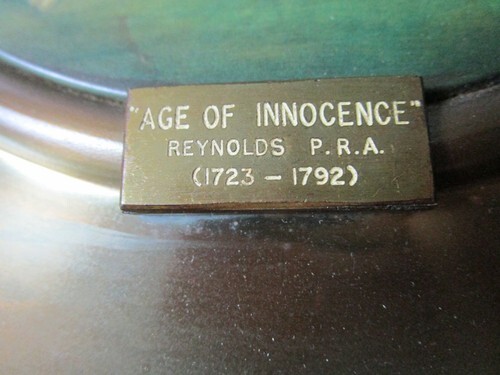 "AGE OF INNOCENCE"
REYNOLDS P.R.A.
(1723 - 1792)